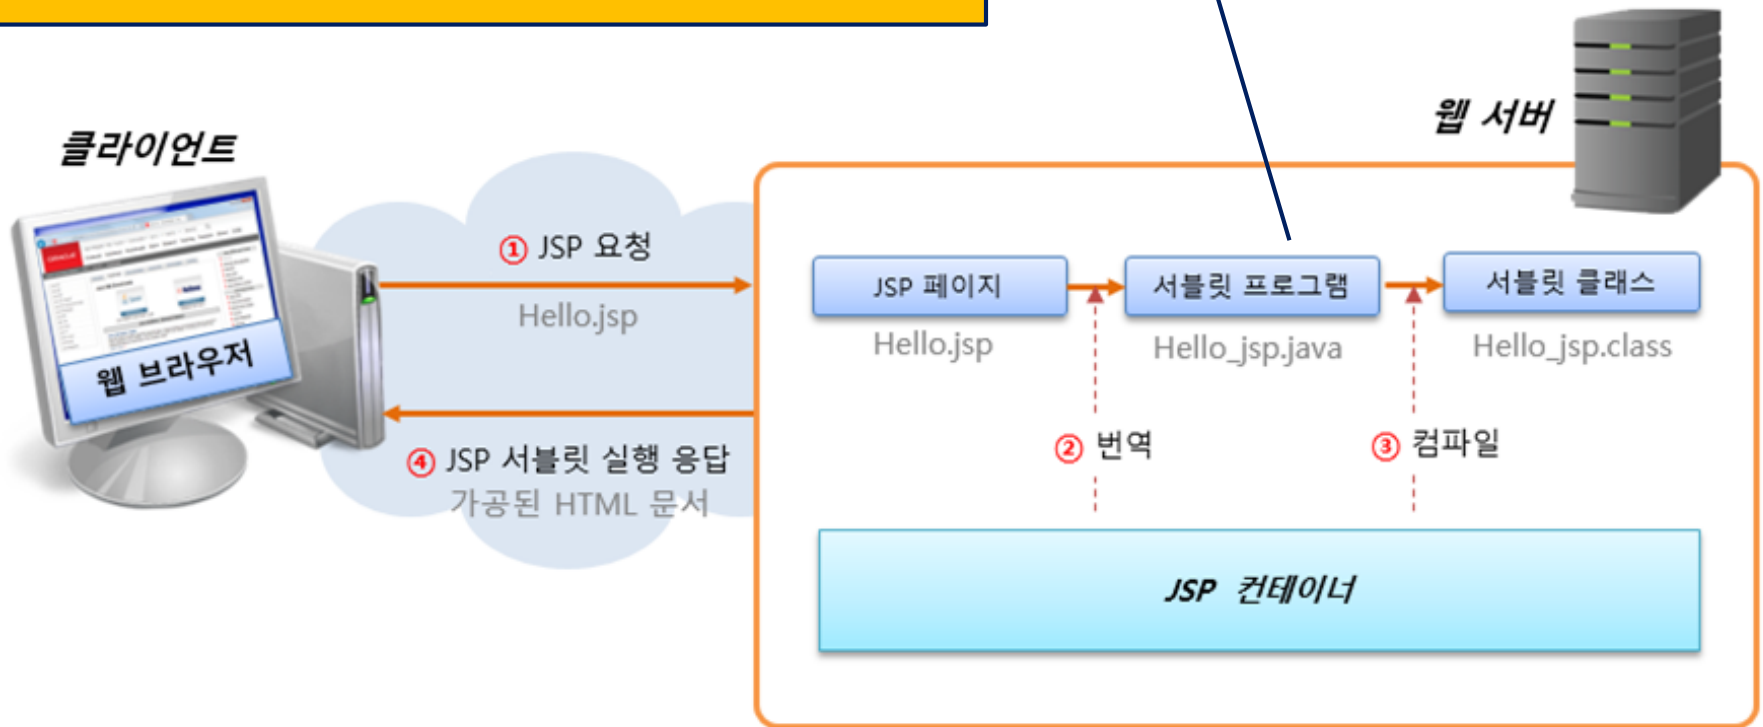 웹 서버
클라이언트
① JSP 요청
Hello.jsp
웹 브라우저
④ JSP 서블릿 실행 응답
가공된 HTML 문서
JSP 페이지
서블릿 프로그램
서블릿 클래스
Hello.jsp
Hello_jsp.java
Hello_jsp.class
② 번역
③ 컴파일
JSP 컨테이너